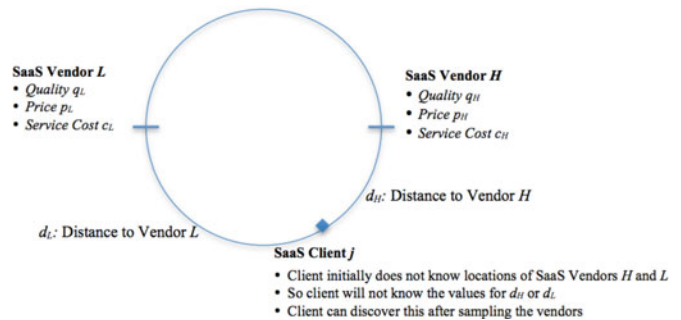 SaaS Vendor L
• Quality qL
• Price pL
• Service Cost cL
SaaS Vendor H
• Quality qH
• Price pH
• Service Cost cH
dH: Distance to Vendor H
dL: Distance to Vendor L
SaaS Client j
• Client initially does not know locations of SaaS Vendors H and L
• So client will not know the values for dH or dL
• Client can discover this after sampling the vendors